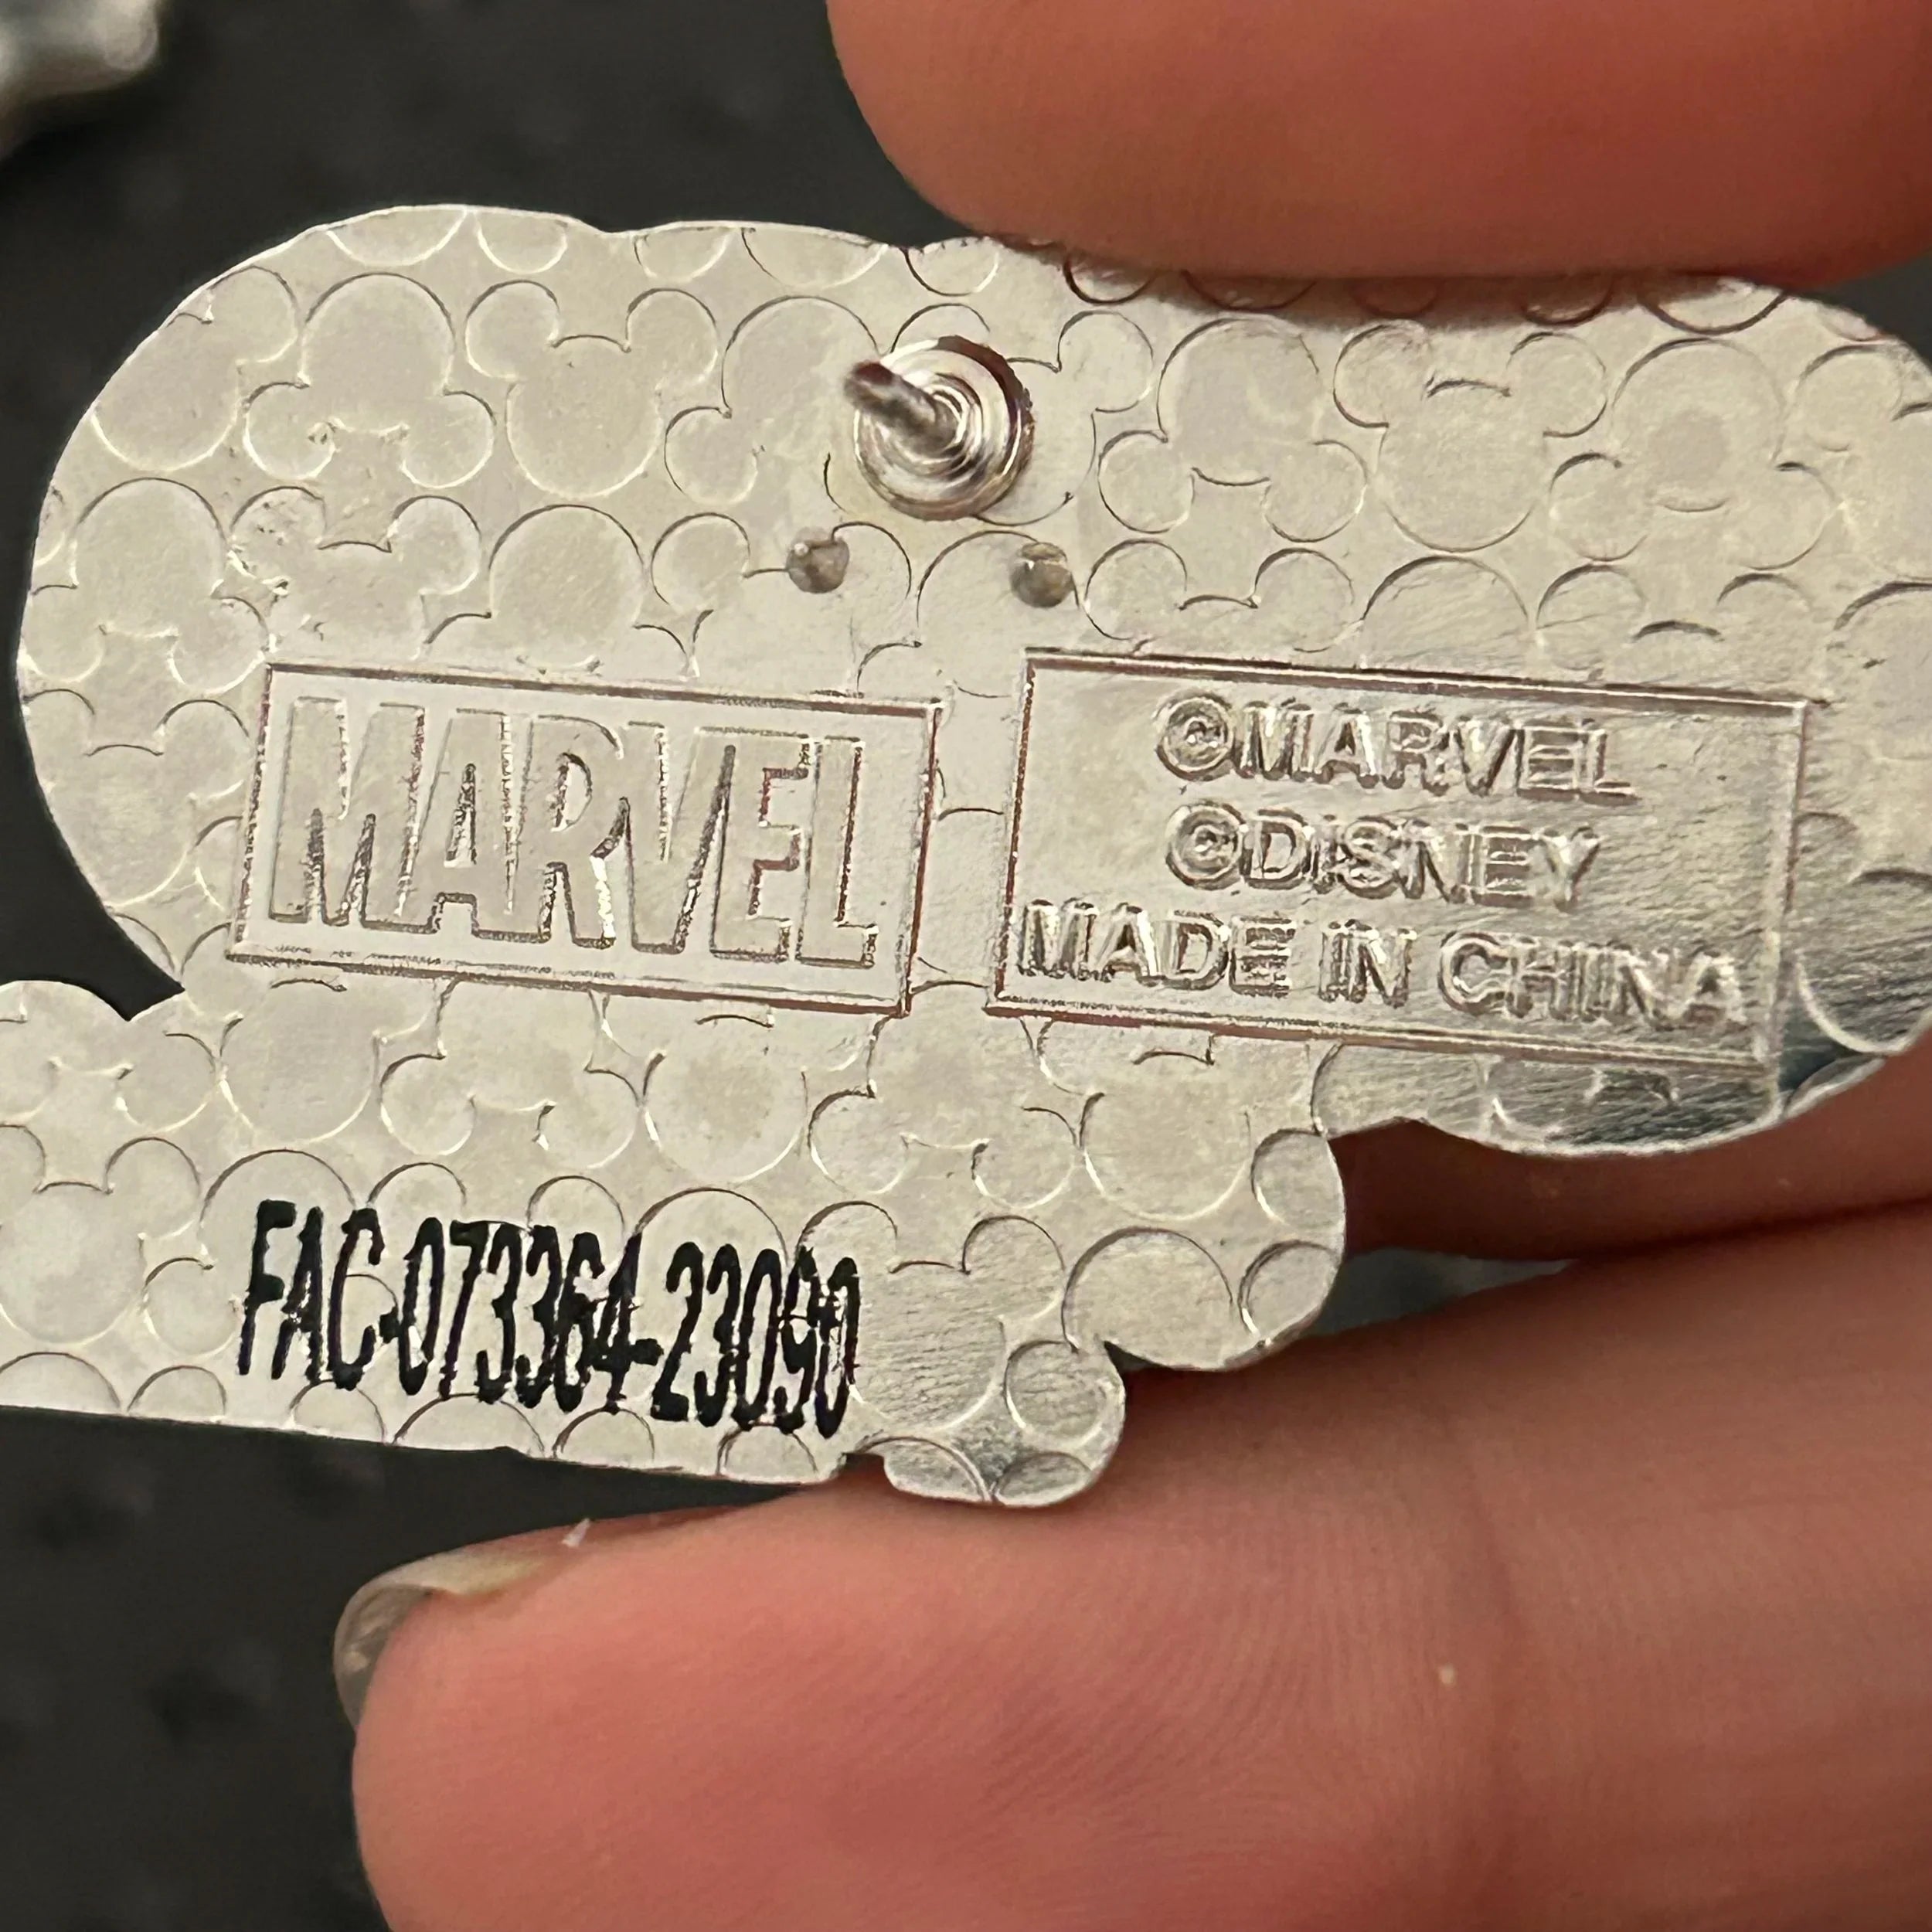 MARVEL
©MARVEL
©DISNEY
MADE IN CHINA
FAC-073364-23090